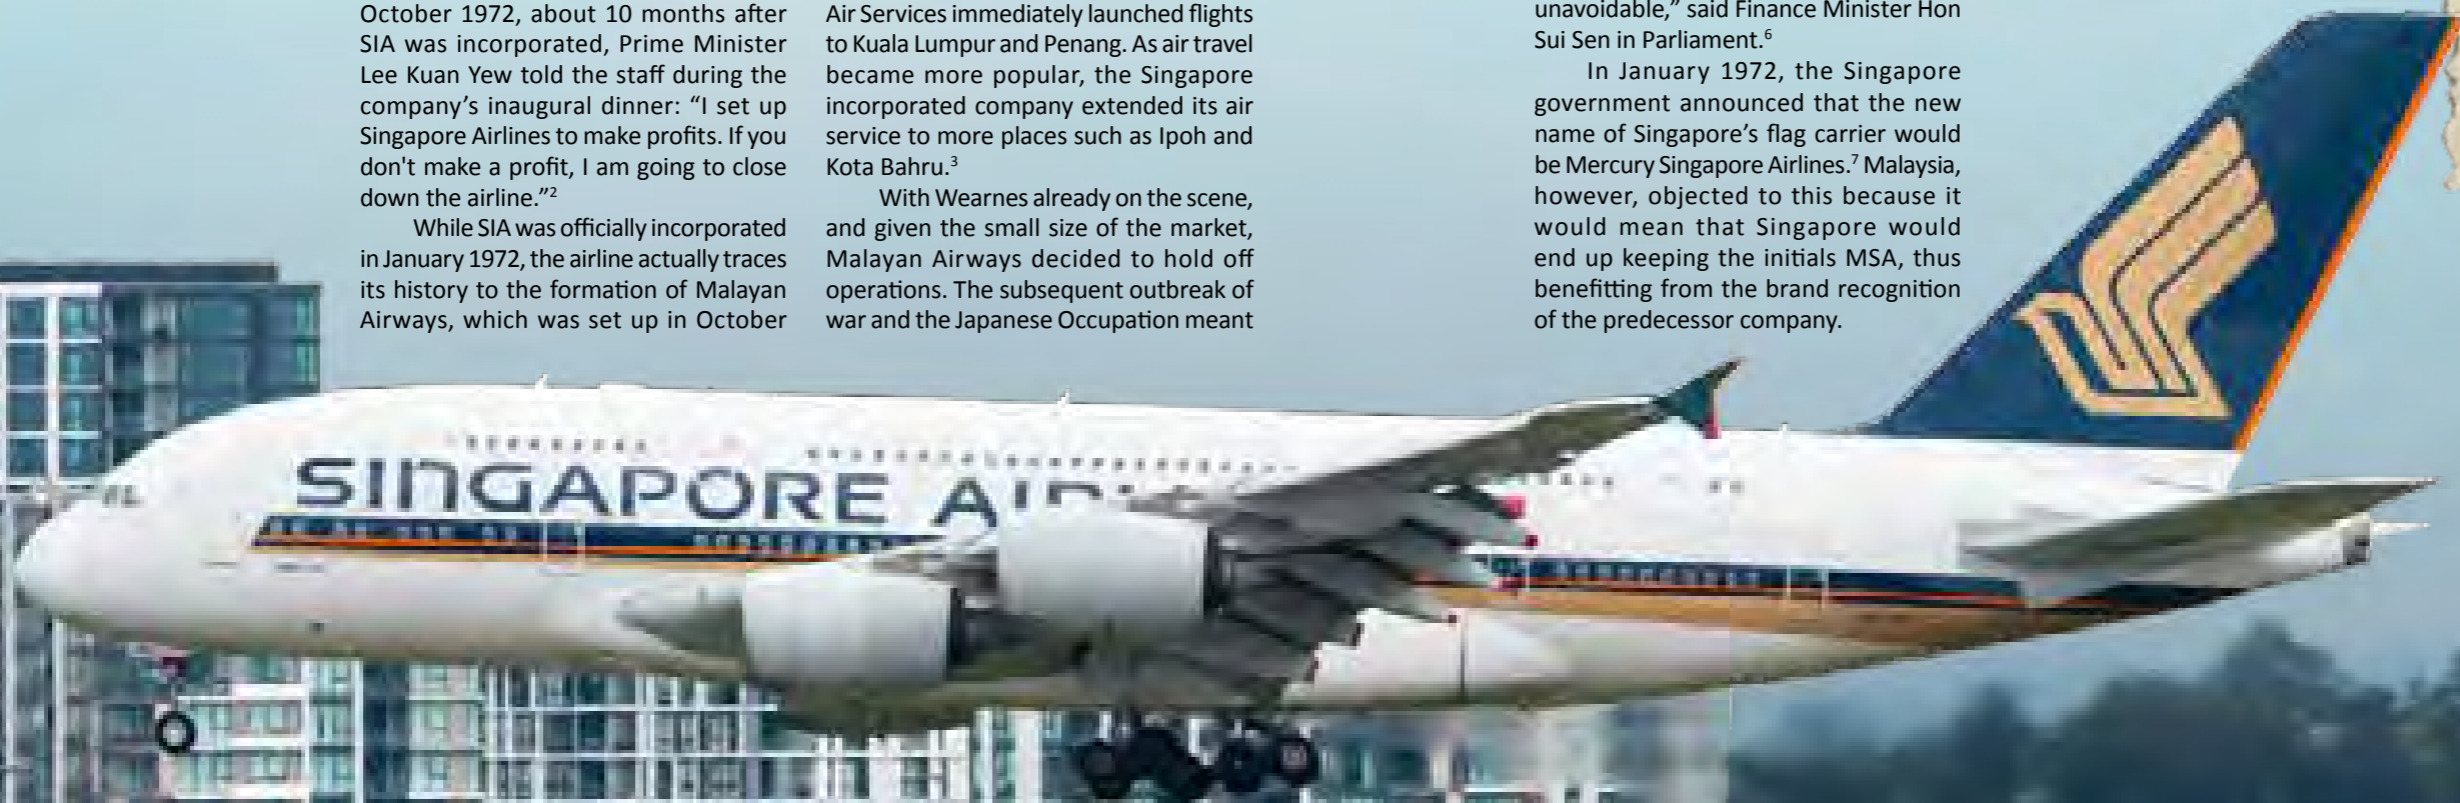 October 1972, about 10 months after
SIA was incorporated, Prime Minister
Lee Kuan Yew told the staff during the
company’s inaugural dinner: “I set up
Singapore Airlines to make profits. If you
don't make a profit, I am going to close
down the airline.”2
While SIA was officially incorporated
in January 1972, the airline actually traces
its history to the formation of Malayan
Airways, which was set up in October
Air Services immediately launched flights
to Kuala Lumpur and Penang. As air travel
became more popular, the Singapore
incorporated company extended its air
service to more places such as Ipoh and
Kota Bahru.3
With Wearnes already on the scene,
and given the small size of the market,
Malayan Airways decided to hold off
operations. The subsequent outbreak of
war and the Japanese Occupation meant
unavoidable,” said Finance Minister Hon
Sui Sen in Parliament.6
In January 1972, the Singapore
government announced that the new
name of Singapore’s flag carrier would
be Mercury Singapore Airlines.7 Malaysia,
however, objected to this because it
would mean that Singapore would
end up keeping the initials MSA, thus
benefitting from the brand recognition
of the predecessor company.
SINGAPORE